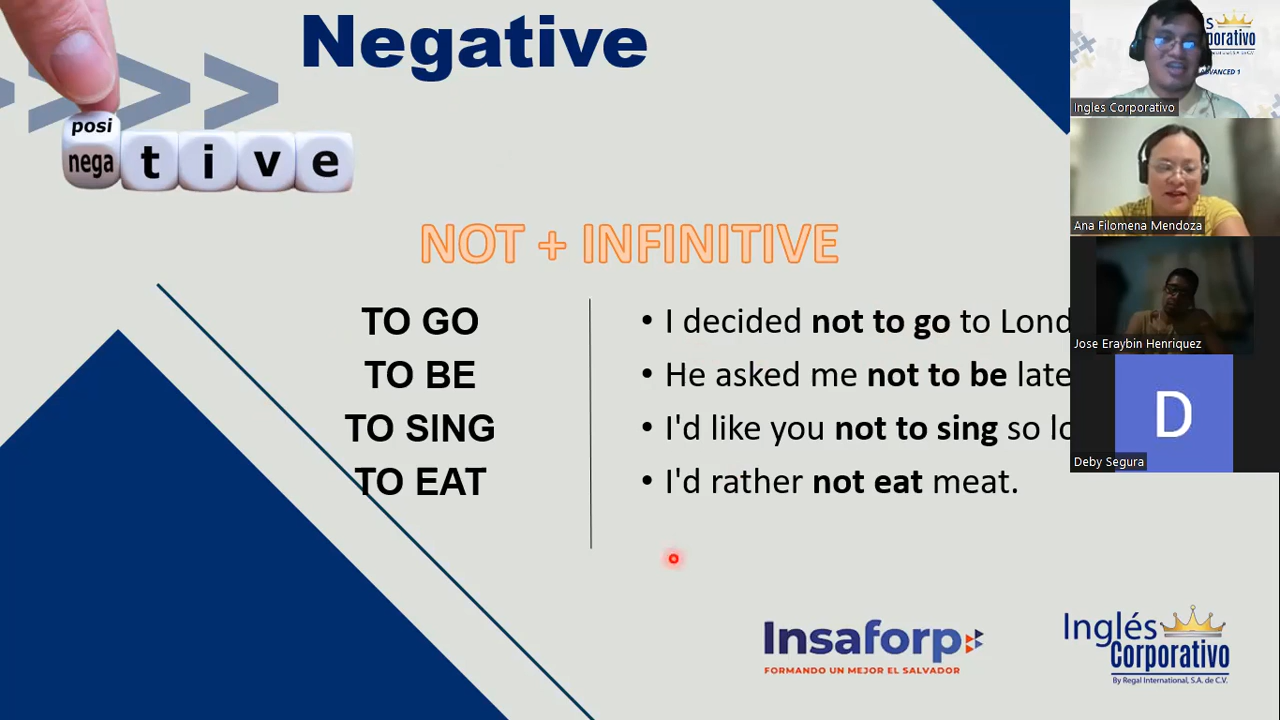 Negative
posi
nega t i v e
NOT + INFINITIVE
TO GO
TO BE
TO SING
TO EAT
• I decided not to go to Lond
• He asked me not to be late
• I'd like you not to sing so lo
• I'd rather not eat meat.
Insaforp
FORMANDO UN MEJOR EL SALVADOR
Inglés
Corporativo
By Regal International, S.A. de C.V.
s
porativo
ADVANCED 1
Ingles Corporativo
Ana Filomena Mendoza
Jose Eraybin Henriquez
D
Deby Segura